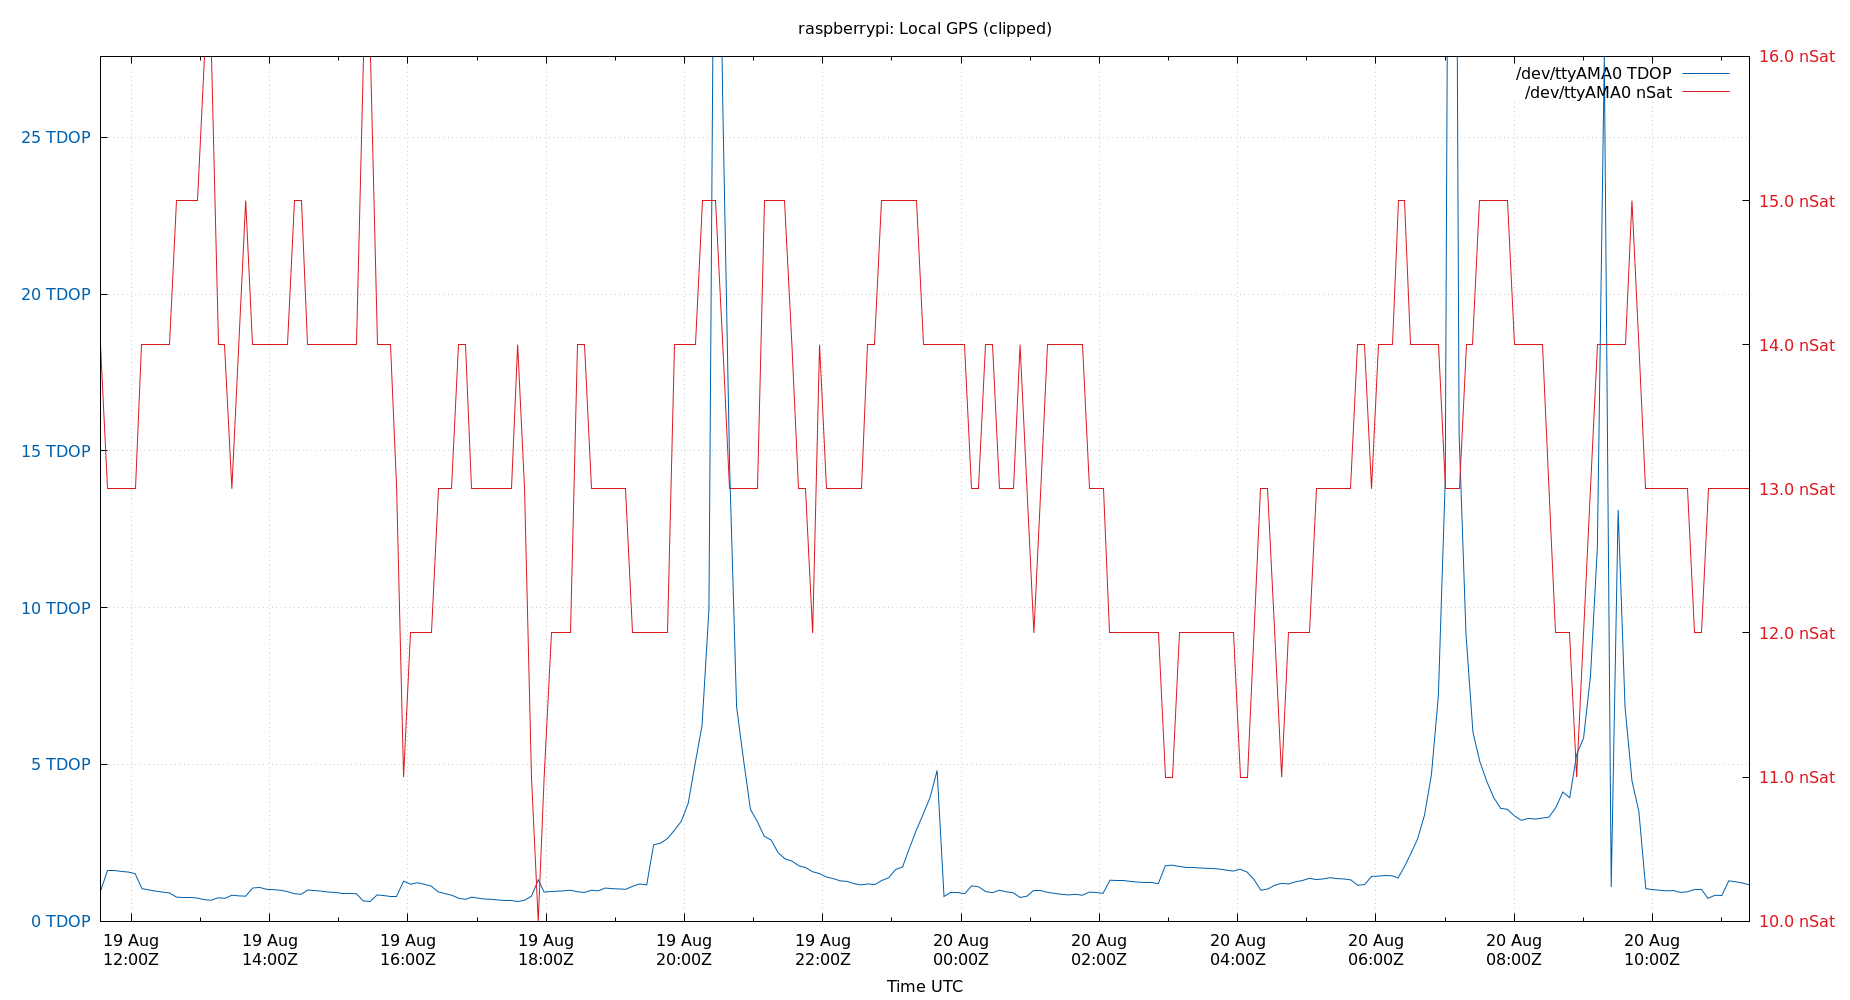 raspberrypi: Local GPS (clipped)
/dev/ttyAMA0 TDOP
/dev/ttyAMA0 nSat
25 TDOP
20 TDOP
15 TDOP
10 TDOP
5 TDOP
0 TDOP
16.0 nSat
15.0 nSat
14.0 nSat
13.0 nSat
12.0 nSat
11.0 nSat
10.0 nSat
19 Aug
12:00Z
19 Aug
14:00Z
19 Aug
16:00Z
19 Aug
18:00Z
19 Aug
20:00Z
19 Aug
22:00Z
20 Aug
00:00Z
20 Aug
02:00Z
20 Aug
04:00Z
20 Aug
06:00Z
20 Aug
08:00Z
20 Aug
10:00Z
Time UTC